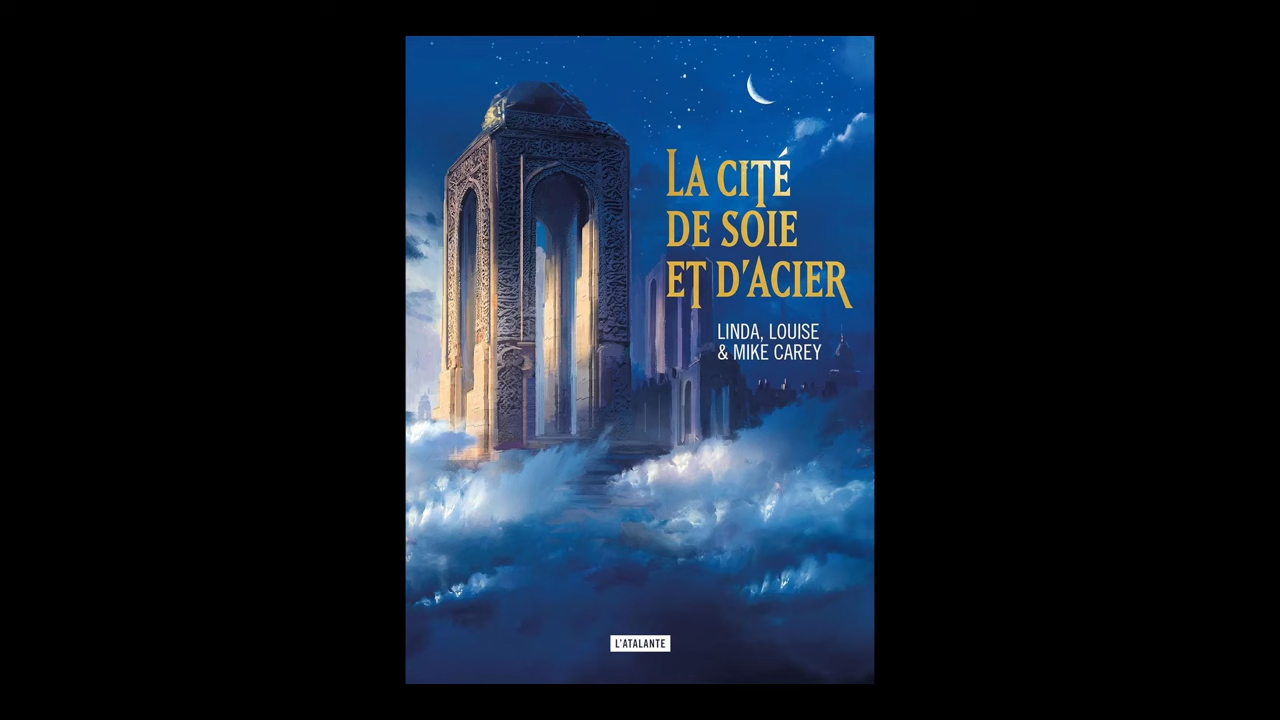 LA CITÉ
DE SOIE
ET D'ACIER
LINDA, LOUISE
& MIKE CAREY
L'ATALANTE